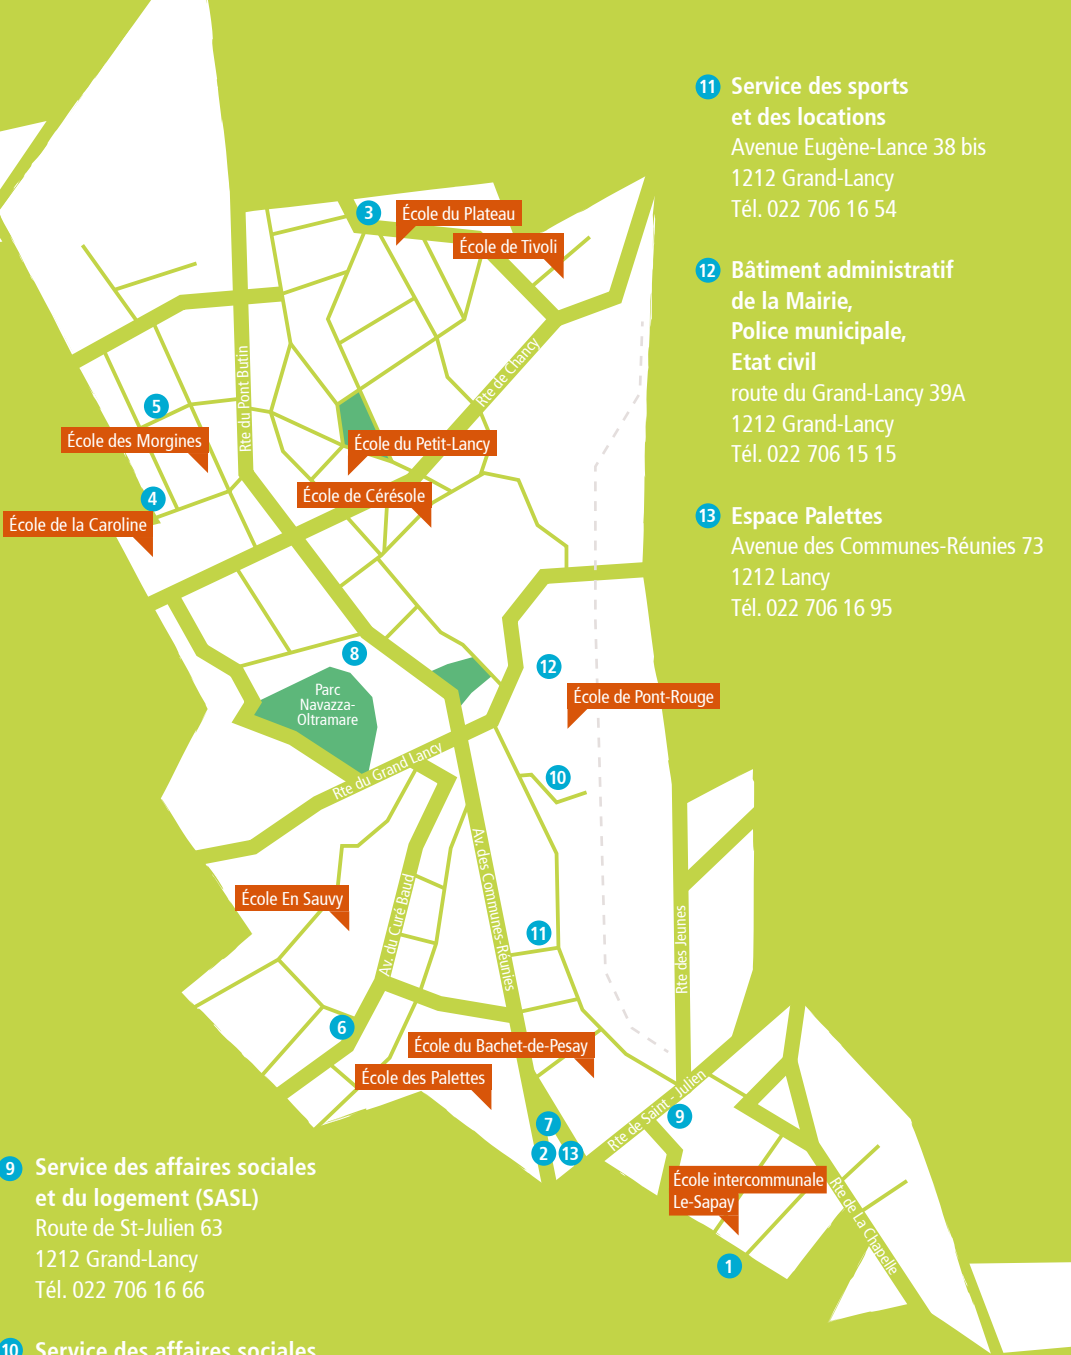 11 Service des sports
et des locations
Avenue Eugène-Lance 38 bis
1212 Grand-Lancy
Tél. 022 706 16 54
12 Bâtiment administratif
de la Mairie,
Police municipale,
Etat civil
route du Grand-Lancy 39A
1212 Grand-Lancy
Tél. 022 706 15 15
13 Espace Palettes
Avenue des Communes-Réunies 73
1212 Lancy
Tél. 022 706 16 95
3
École du Plateau
École de Tivoli
Rte du Pont Butin
Rte de Chancy
5
École des Morgines
École du Petit-Lancy
4
École de Cérésole
École de la Caroline
8
12
Parc
Navazza-
Oltramare
École de Pont-Rouge
Rte du Grand Lancy
10
Av. des Communes-Réunies
École En Sauvy
Av. du Curé Baud
11
Rte des Jeunes
6
École du Bachet-de-Pesay
École des Palettes
Rte de Saint - Julien
9
7
2
13
École intercommunale
Le-Sapay
Rte de La Chapelle
1
9 Service des affaires sociales
et du logement (SASL)
Route de St-Julien 63
1212 Grand-Lancy
Tél. 022 706 16 66
10 Service des affaires sociales